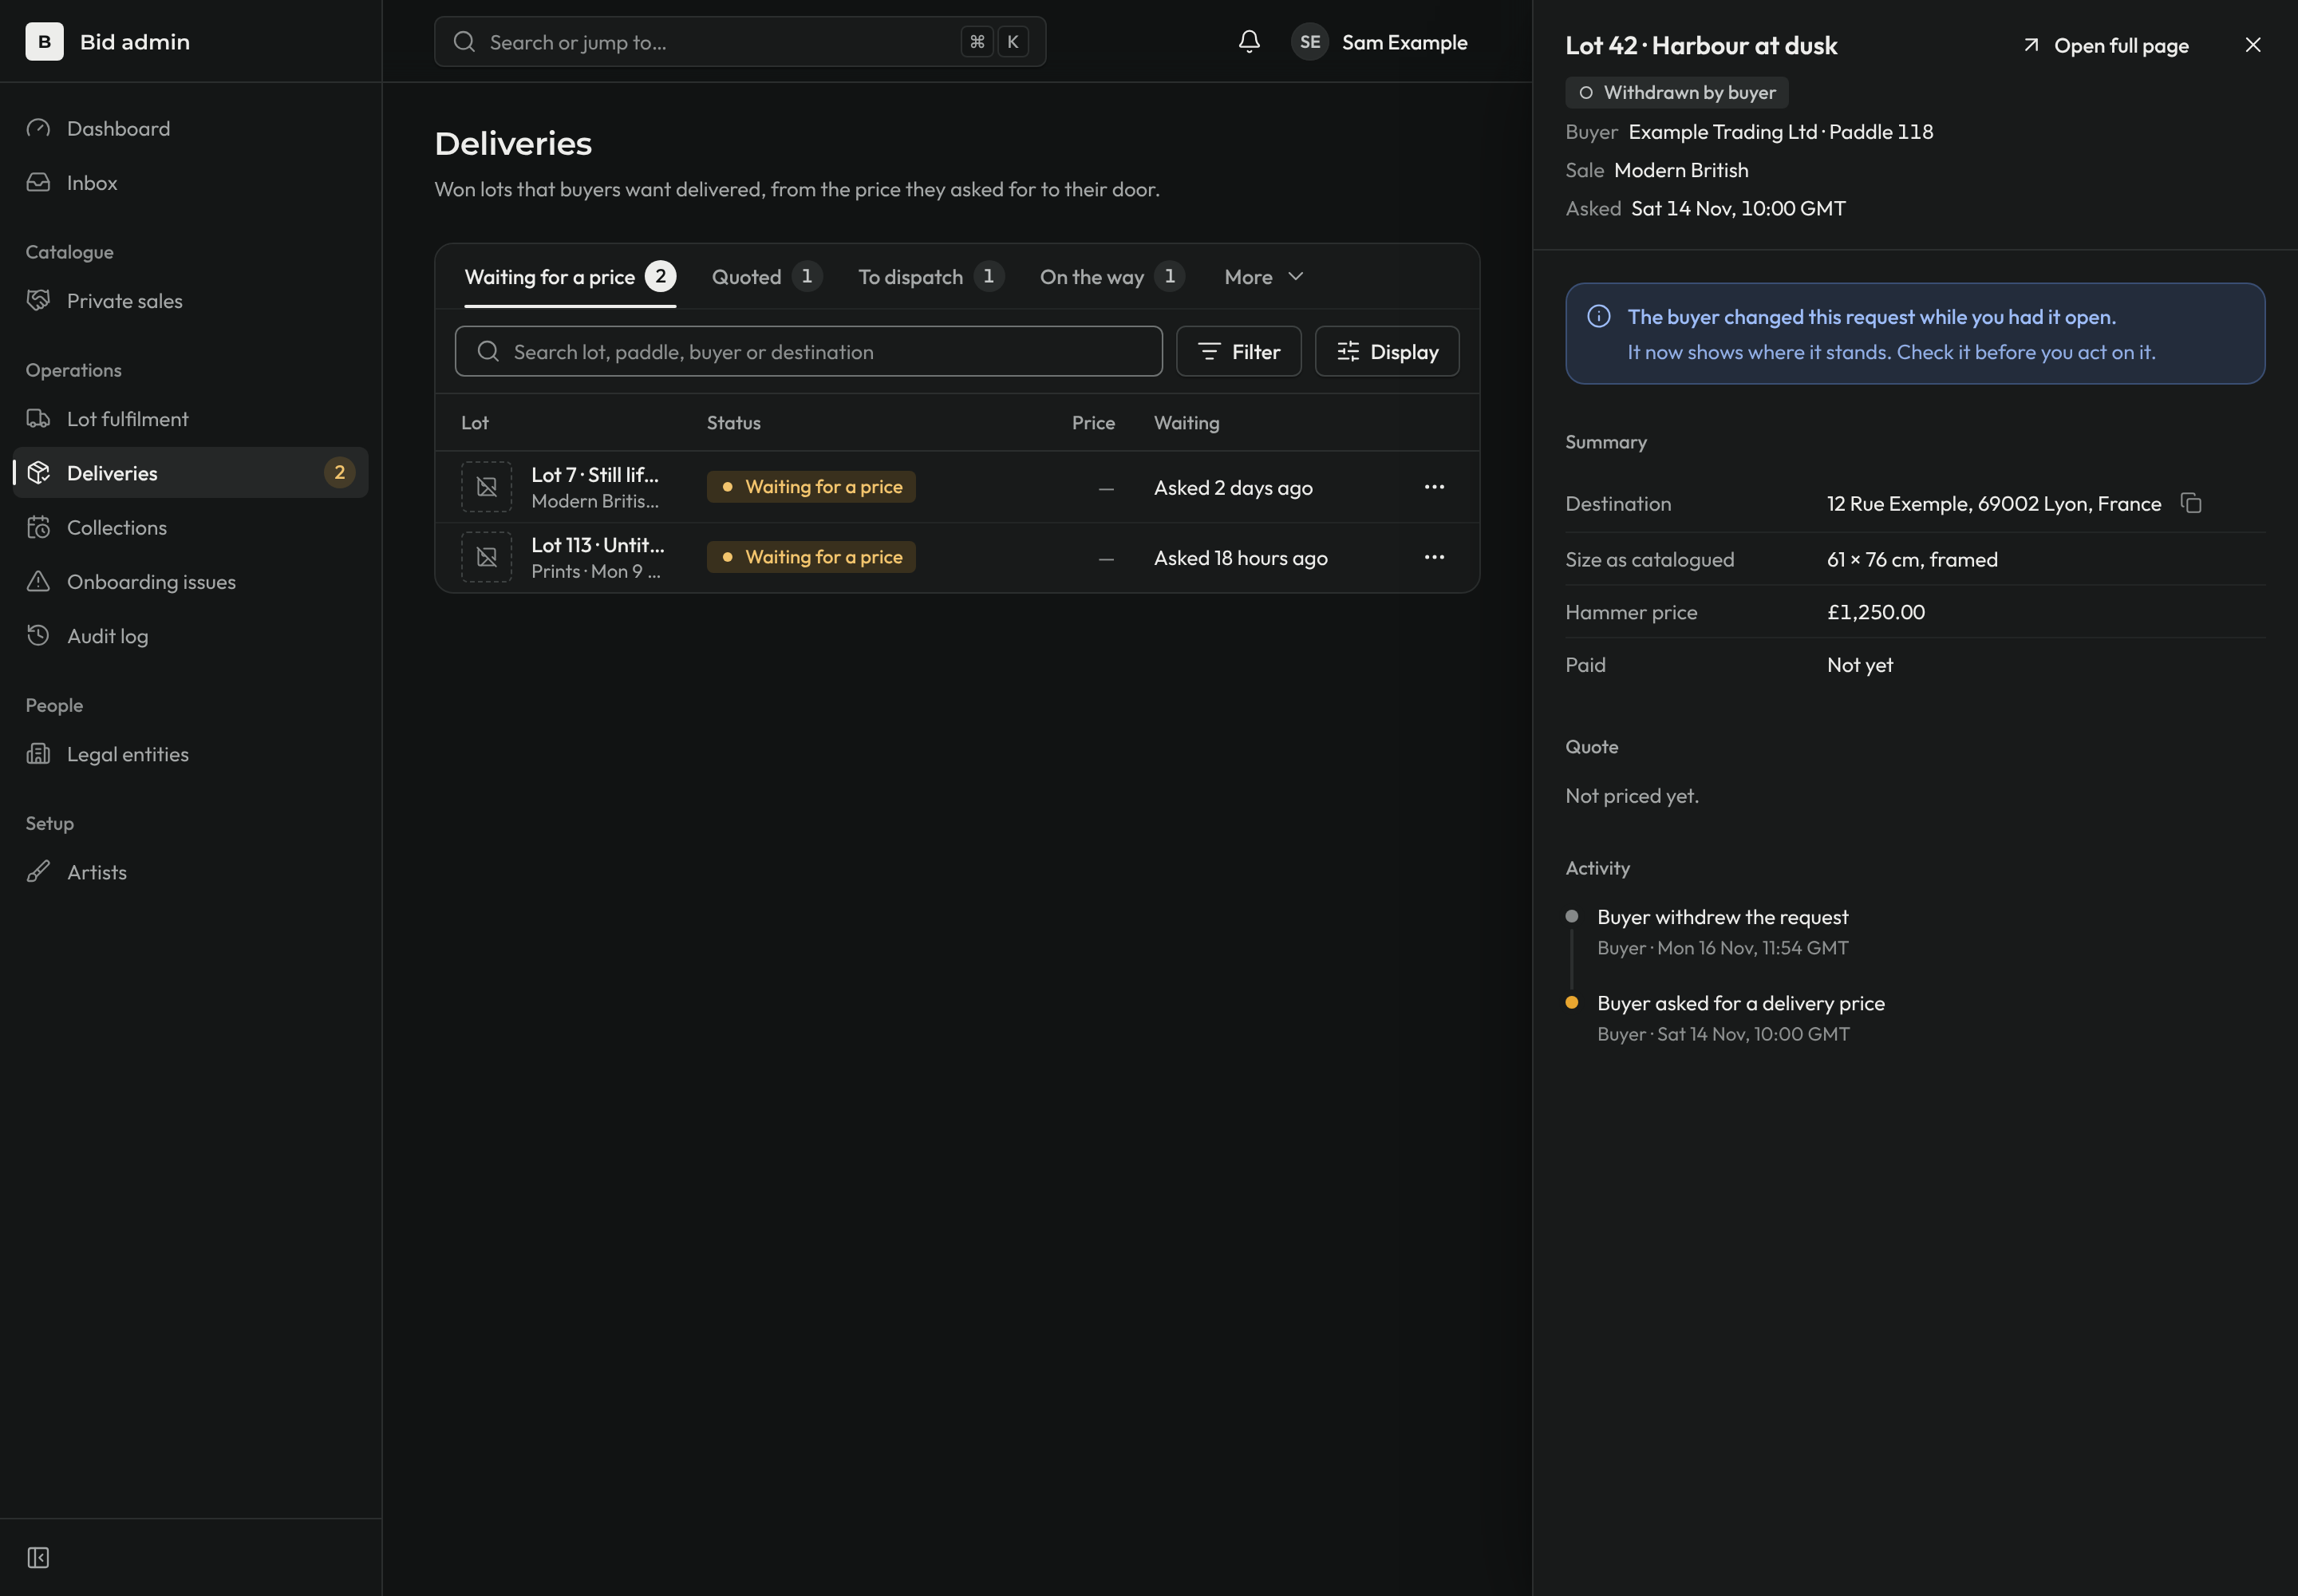 B Bid admin
Search or jump to...
⌘ K
SE Sam Example
Dashboard
Inbox
Catalogue
Private sales
Operations
Lot fulfilment
Deliveries 2
Collections
Onboarding issues
Audit log
People
Legal entities
Setup
Artists
Deliveries
Won lots that buyers want delivered, from the price they asked for to their door.
Waiting for a price 2 Quoted 1 To dispatch 1 On the way 1 More
Search lot, paddle, buyer or destination
Filter
Display
Lot Status Price Waiting
Lot 7 · Still lif...
Modern Britis...
Waiting for a price — Asked 2 days ago
Lot 113 · Untit...
Prints · Mon 9 ...
Waiting for a price — Asked 18 hours ago
Lot 42 · Harbour at dusk
Open full page
Withdrawn by buyer
Buyer Example Trading Ltd · Paddle 118
Sale Modern British
Asked Sat 14 Nov, 10:00 GMT
The buyer changed this request while you had it open.
It now shows where it stands. Check it before you act on it.
Summary
Destination 12 Rue Exemple, 69002 Lyon, France
Size as catalogued 61 × 76 cm, framed
Hammer price £1,250.00
Paid Not yet
Quote
Not priced yet.
Activity
Buyer withdrew the request
Buyer · Mon 16 Nov, 11:54 GMT
Buyer asked for a delivery price
Buyer · Sat 14 Nov, 10:00 GMT